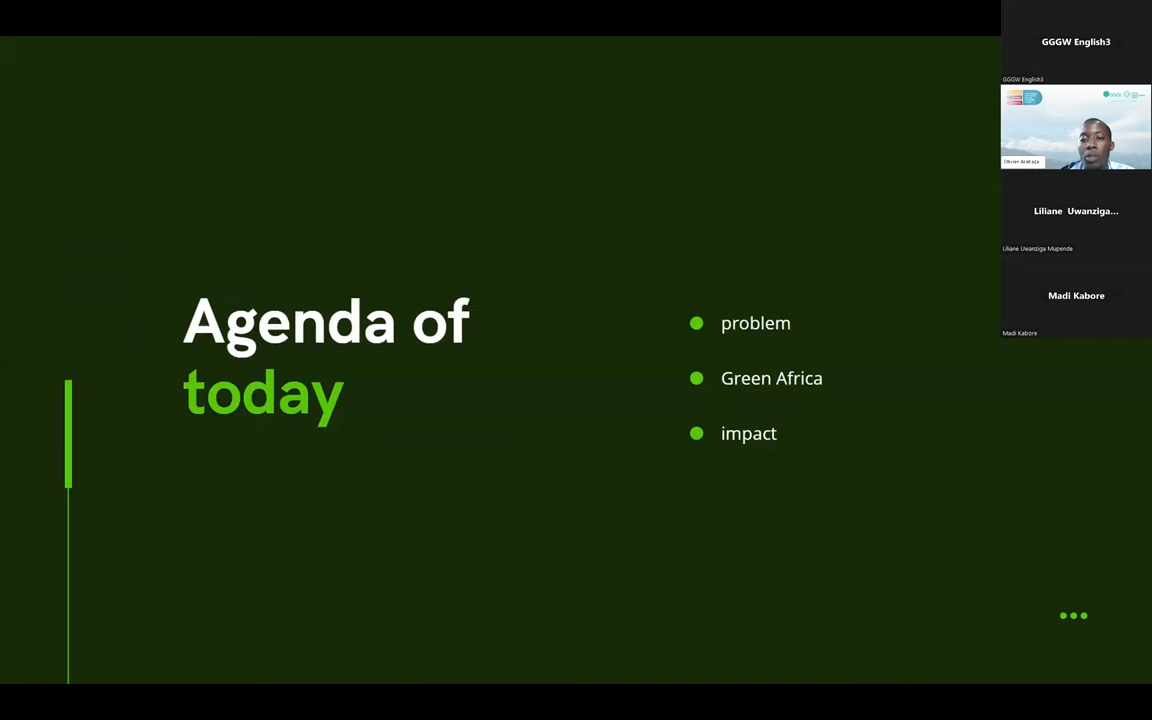 GGGW English3
GGGW English3
Olivier Arakaza
Liliane Uwanziga...
Liliane Uwanziga Mupende
Madi Kabore
Madi Kabore
Agenda of
today
problem
Green Africa
impact